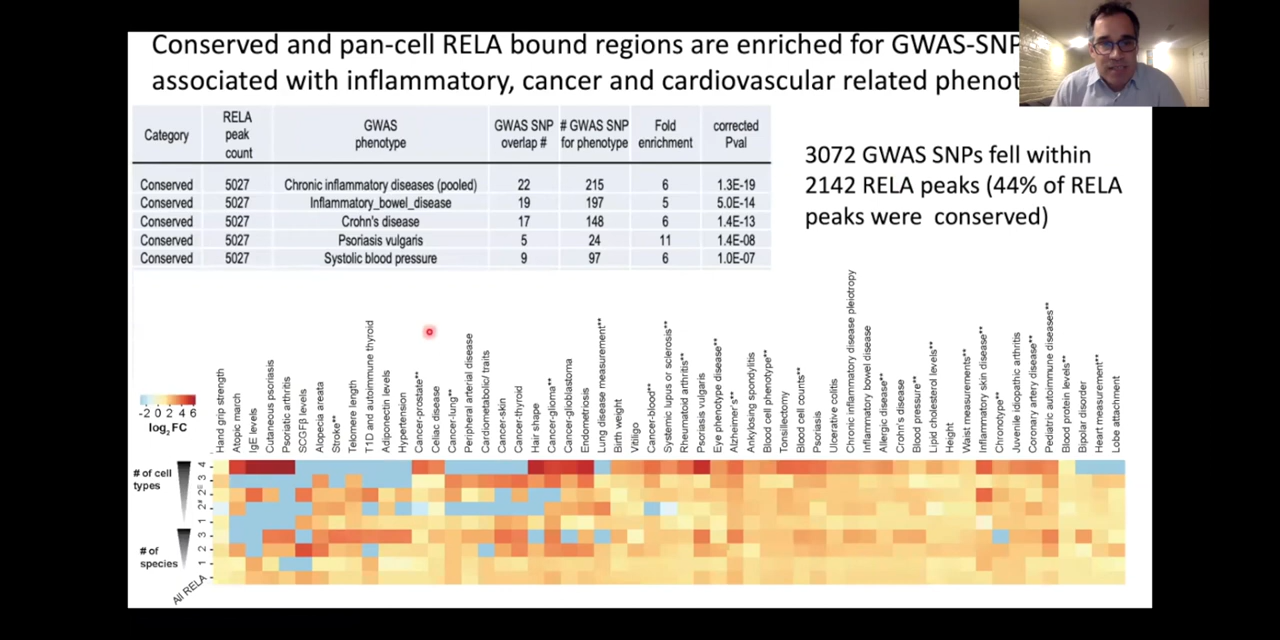 Conserved and pan-cell RELA bound regions are enriched for GWAS-SNP
associated with inflammatory, cancer and cardiovascular related phenot
Category RELA peak count GWAS phenotype GWAS SNP overlap # # GWAS SNP for phenotype Fold enrichment corrected Pval
Conserved 5027 Chronic inflammatory diseases (pooled) 22 215 6 1.3E-19
Conserved 5027 Inflammatory_bowel_disease 19 197 5 5.0E-14
Conserved 5027 Crohn's disease 17 148 6 1.4E-13
Conserved 5027 Psoriasis vulgaris 5 24 11 1.4E-08
Conserved 5027 Systolic blood pressure 9 97 6 1.0E-07
3072 GWAS SNPs fell within
2142 RELA peaks (44% of RELA
peaks were conserved)
-2 0 2 4 6
log2 FC
Hand grip strength
Atopic march
IgE levels
Cutaneous psoriasis
Psoriatic arthritis
SCGFβ levels
Alopecia areata
Stroke**
Telomere length
T1D and autoimmune thyroid
Adiponectin levels
Hypertension
Cancer-prostate**
Celiac disease
Cancer-lung**
Peripheral arterial disease
Cardiometabolic/ traits
Cancer-skin
Cancer-thyroid
Hair shape
Cancer-glioma**
Cancer-glioblastoma
Endometriosis
Lung disease measurement**
Birth weight
Vitiligo
Cancer-blood**
Systemic lupus or sclerosis**
Rheumatoid arthritis**
Psoriasis vulgaris
Eye phenotype disease**
Alzheimer's**
Ankylosing spondylitis
Blood cell phenotype**
Tonsillectomy
Blood cell counts**
Psoriasis
Ulcerative colitis
Chronic inflammatory disease pleiotropy
Inflammatory bowel disease
Allergic disease**
Crohn's disease
Blood pressure**
Lipid cholesterol levels**
Height
Waist measurements**
Inflammatory skin disease**
Chronotype**
Juvenile idiopathic arthritis
Coronary artery disease**
Pediatric autoimmune diseases**
Blood protein levels**
Bipolar disorder
Heart measurement**
Lobe attachment
# of cell
types
4
3
1
# of
species
3
2
1
All RELA